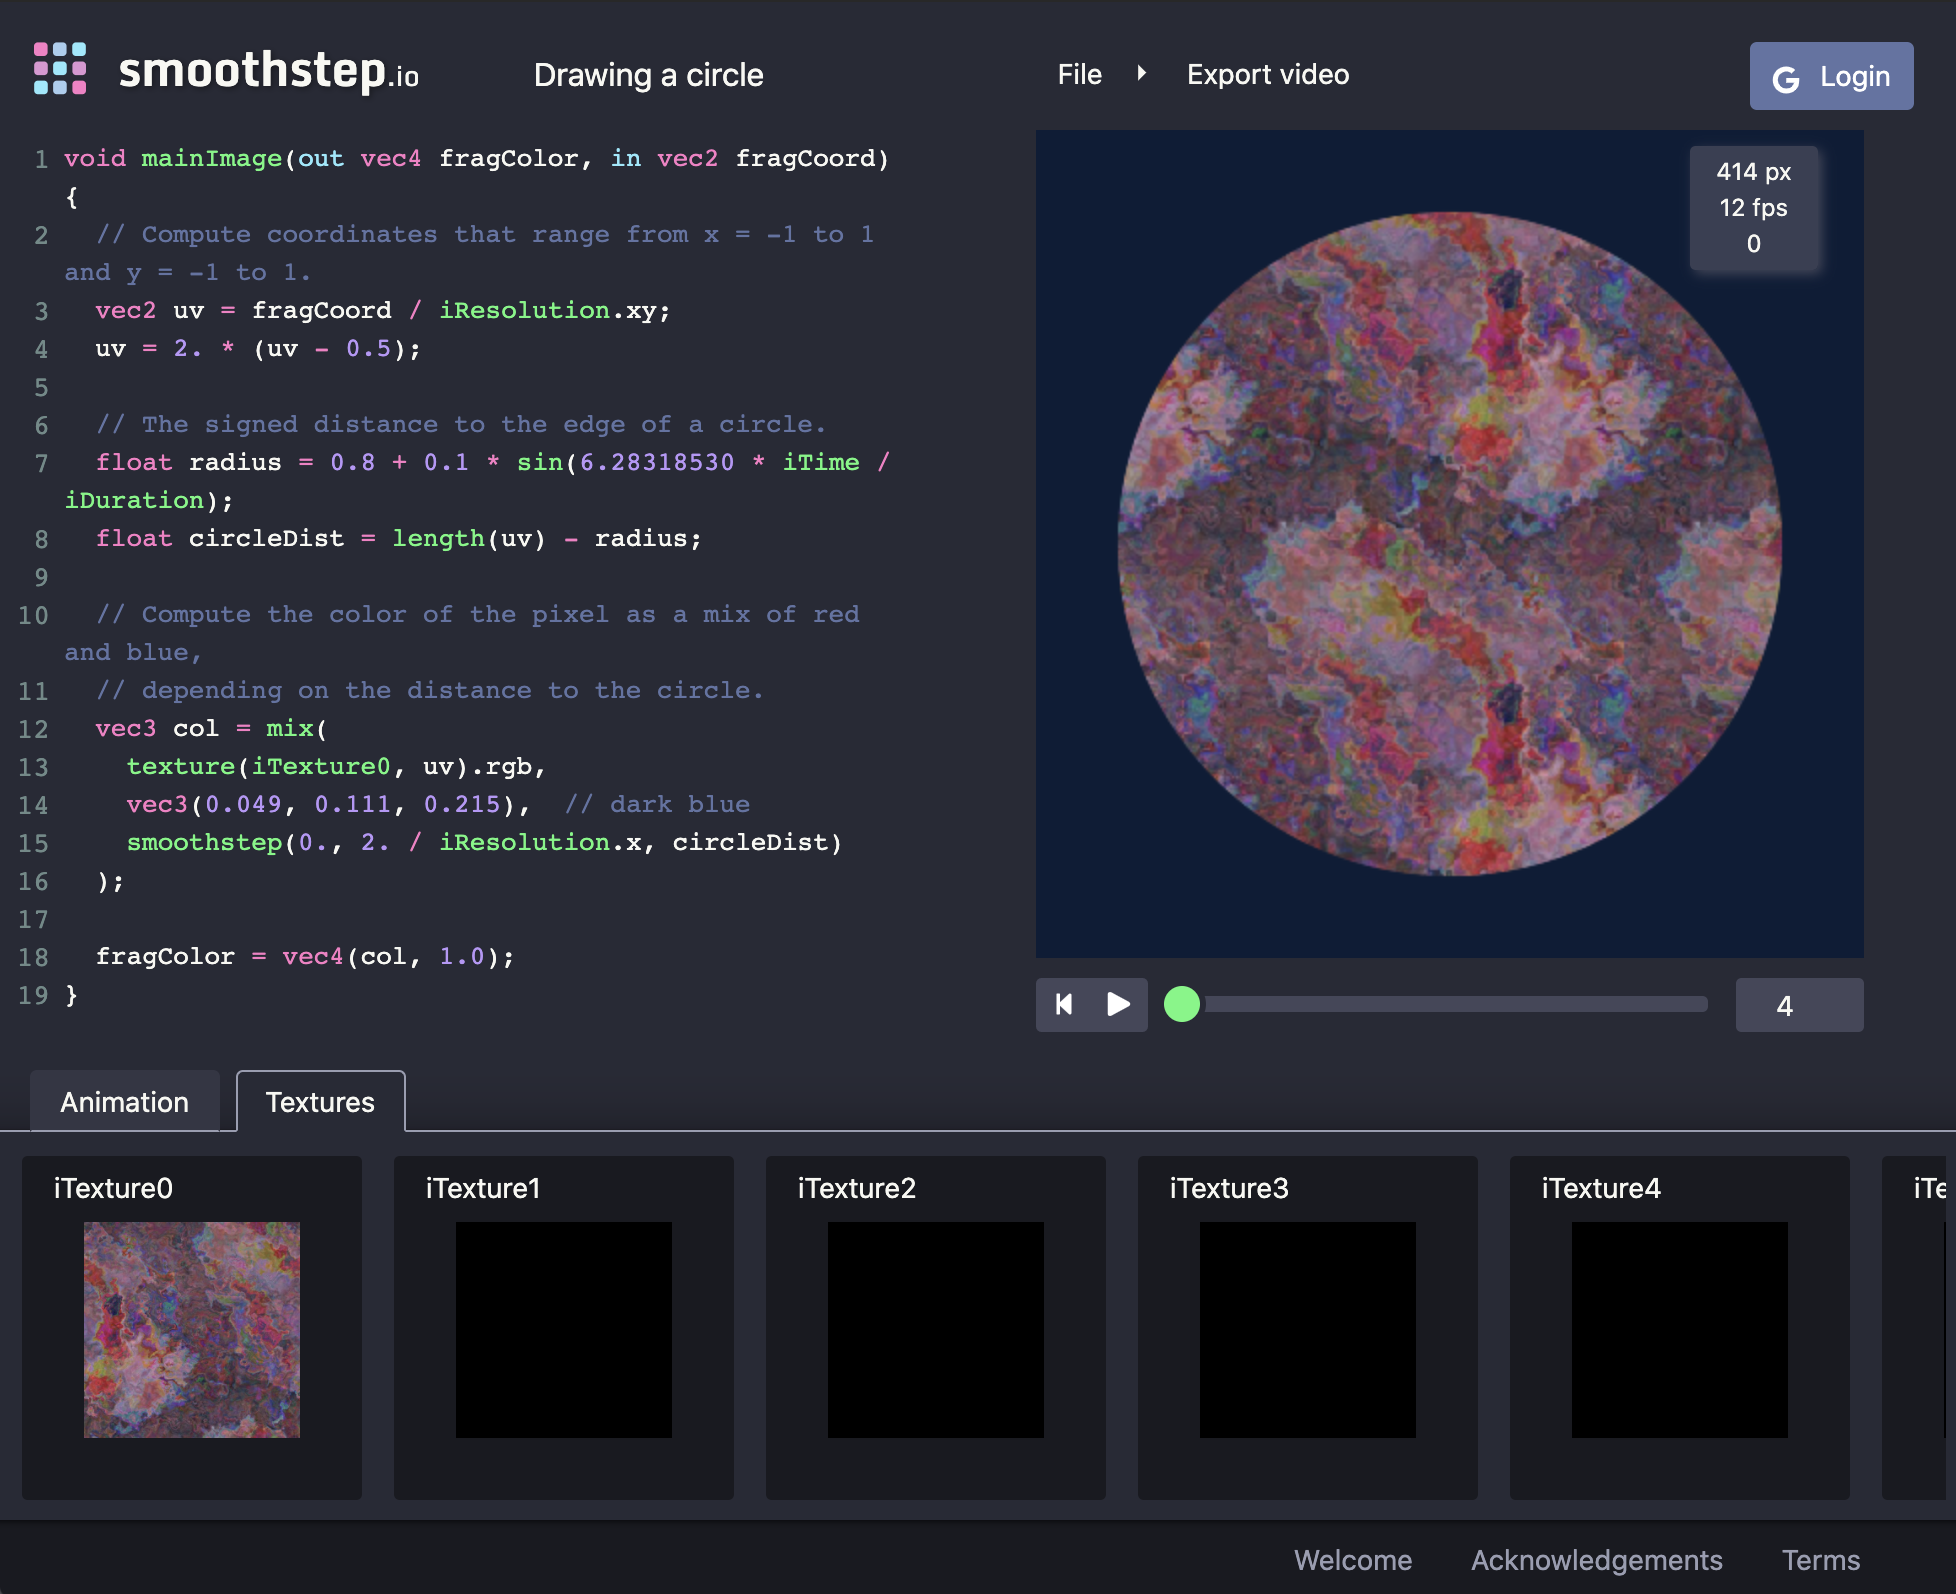 smoothstep.io
Drawing a circle
File
Export video
Login
1 void mainImage(out vec4 fragColor, in vec2 fragCoord)
{
2 // Compute coordinates that range from x = -1 to 1
and y = -1 to 1.
3 vec2 uv = fragCoord / iResolution.xy;
4 uv = 2. * (uv - 0.5);
5
6 // The signed distance to the edge of a circle.
7 float radius = 0.8 + 0.1 * sin(6.28318530 * iTime /
iDuration);
8 float circleDist = length(uv) - radius;
9
10 // Compute the color of the pixel as a mix of red
and blue,
11 // depending on the distance to the circle.
12 vec3 col = mix(
13 texture(iTexture0, uv).rgb,
14 vec3(0.049, 0.111, 0.215), // dark blue
15 smoothstep(0., 2. / iResolution.x, circleDist)
16 );
17
18 fragColor = vec4(col, 1.0);
19 }
414 px
12 fps
0
4
Animation
Textures
iTexture0
iTexture1
iTexture2
iTexture3
iTexture4
iTe
Welcome
Acknowledgements
Terms